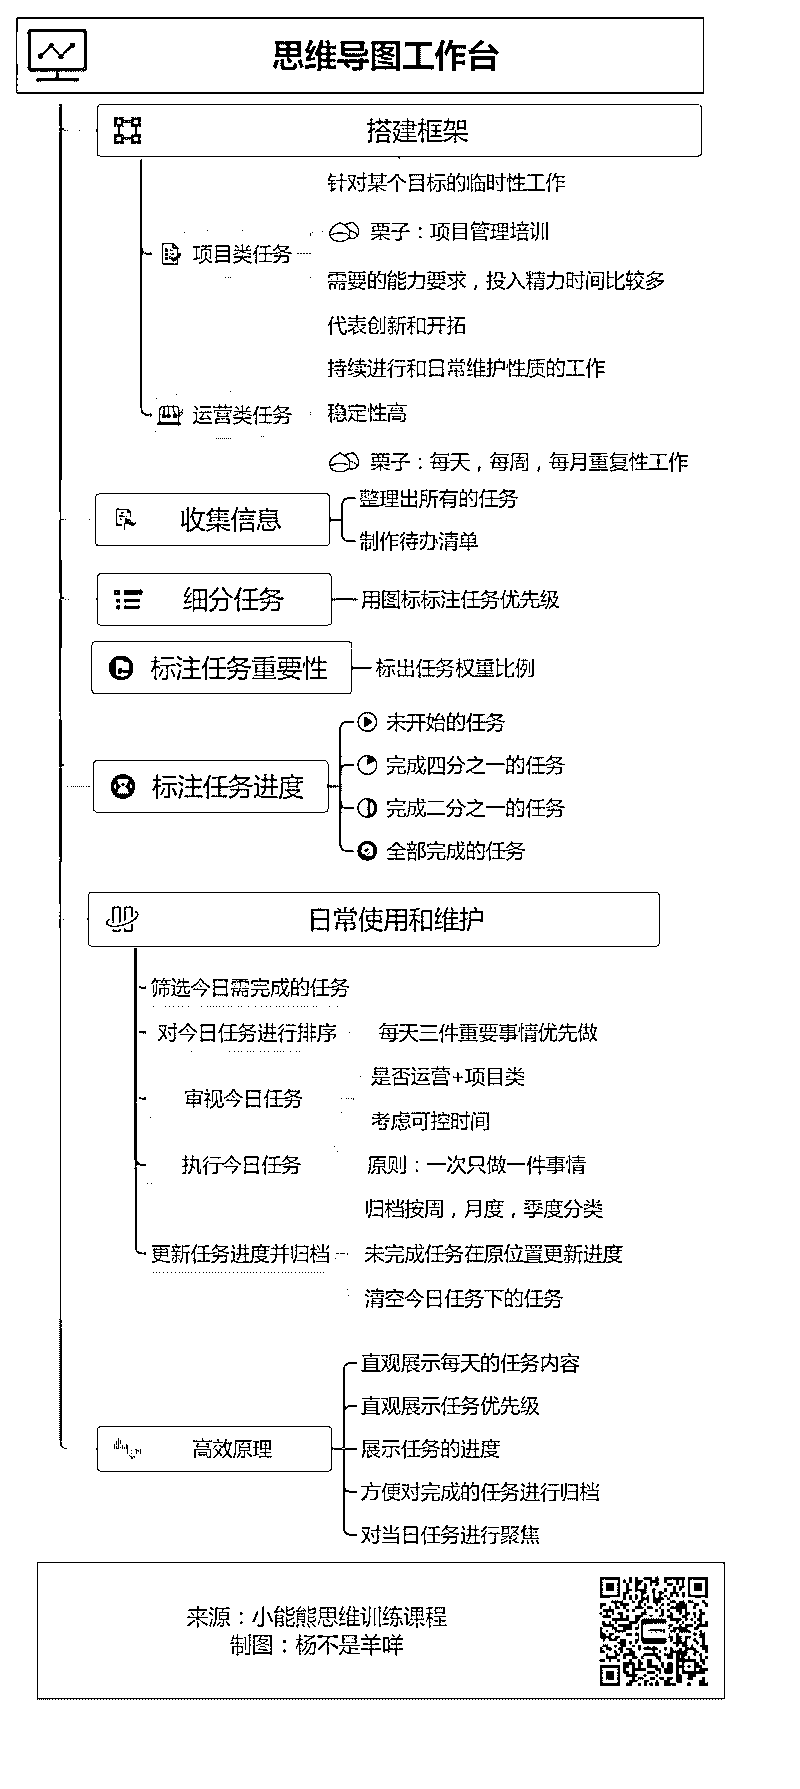 思维导图工作台
搭建框架
项目类任务
针对某个目标的临时性工作
栗子：项目管理培训
需要的能力要求，投入精力时间比较多
代表创新和开拓
运营类任务
持续进行和日常维护性质的工作
稳定性高
栗子：每天，每周，每月重复性工作
收集信息
整理出所有的任务
制作待办清单
细分任务
用图标标注任务优先级
标注任务重要性
标出任务权重比例
标注任务进度
未开始的任务
完成四分之一的任务
完成二分之一的任务
全部完成的任务
日常使用和维护
筛选今日需完成的任务
对今日任务进行排序
每天三件重要事情优先做
审视今日任务
是否运营+项目类
考虑可控时间
执行今日任务
原则：一次只做一件事情
更新任务进度并归档
归档按周，月度，季度分类
未完成任务在原位置更新进度
清空今日任务下的任务
高效原理
直观展示每天的任务内容
直观展示任务优先级
展示任务的进度
方便对完成的任务进行归档
对当日任务进行聚焦
来源：小能熊思维训练课程
制图：杨不是羊咩